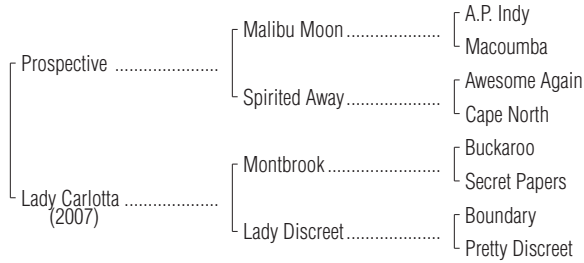 A.P. Indy
Malibu Moon
Macoumba
Prospective
Awesome Again
Spirited Away
Cape North
Buckaroo
Montbrook
Secret Papers
Lady Carlotta
(2007)
Boundary
Lady Discreet
Pretty Discreet